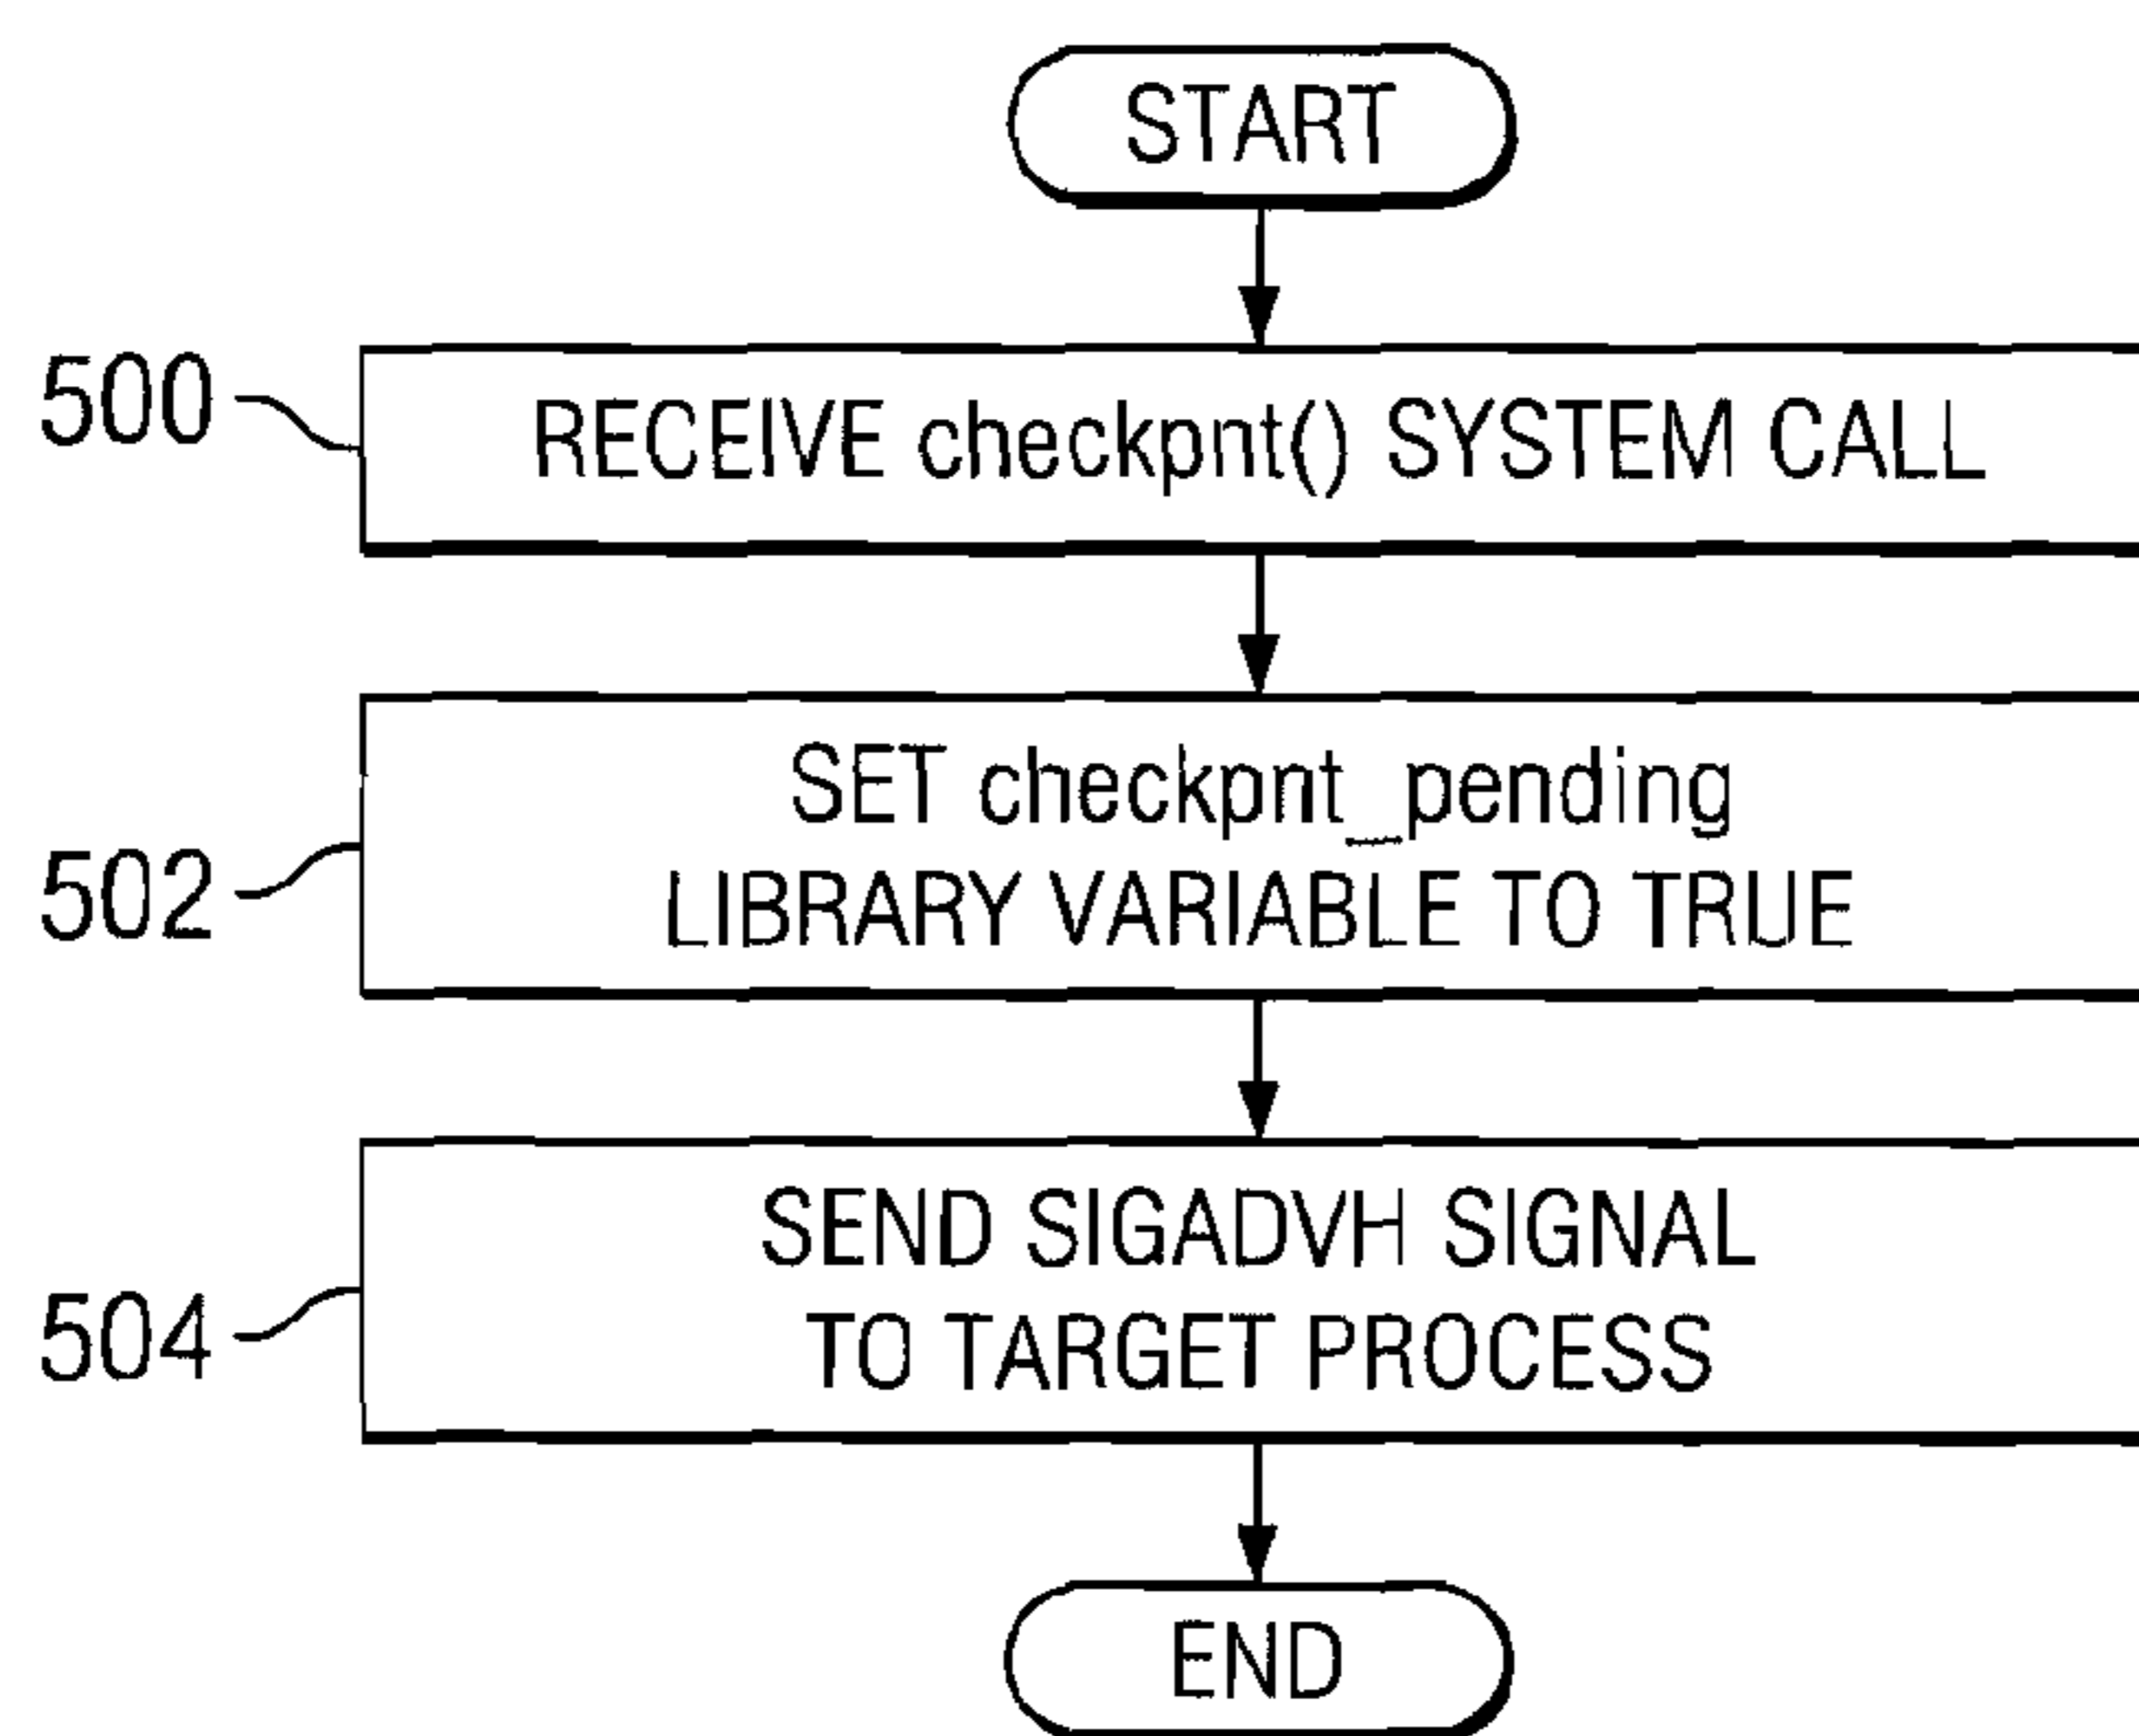 START
500
RECEIVE checkpnt() SYSTEM CALL
SET checkpnt_pending
LIBRARY VARIABLE TO TRUE
502
SEND SIGADVH SIGNAL
TO TARGET PROCESS
504
END